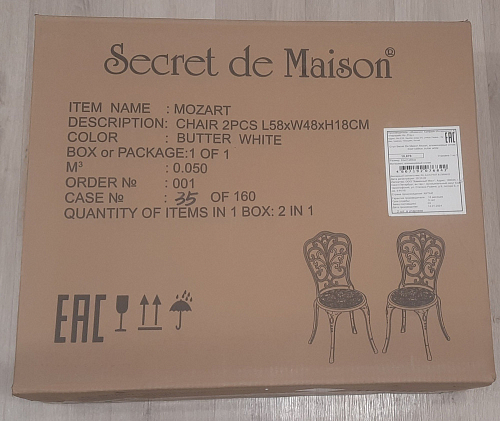 Secret de Maison®
ITEM NAME : MOZART
DESCRIPTION: CHAIR 2PCS L58xW48xH18CM
COLOR : BUTTER WHITE
BOX or PACKAGE:1 OF 1
M³ : 0.050
ORDER № : 001
CASE № : 35 OF 160
QUANTITY OF ITEMS IN 1 BOX: 2 IN 1
EAC
EAC